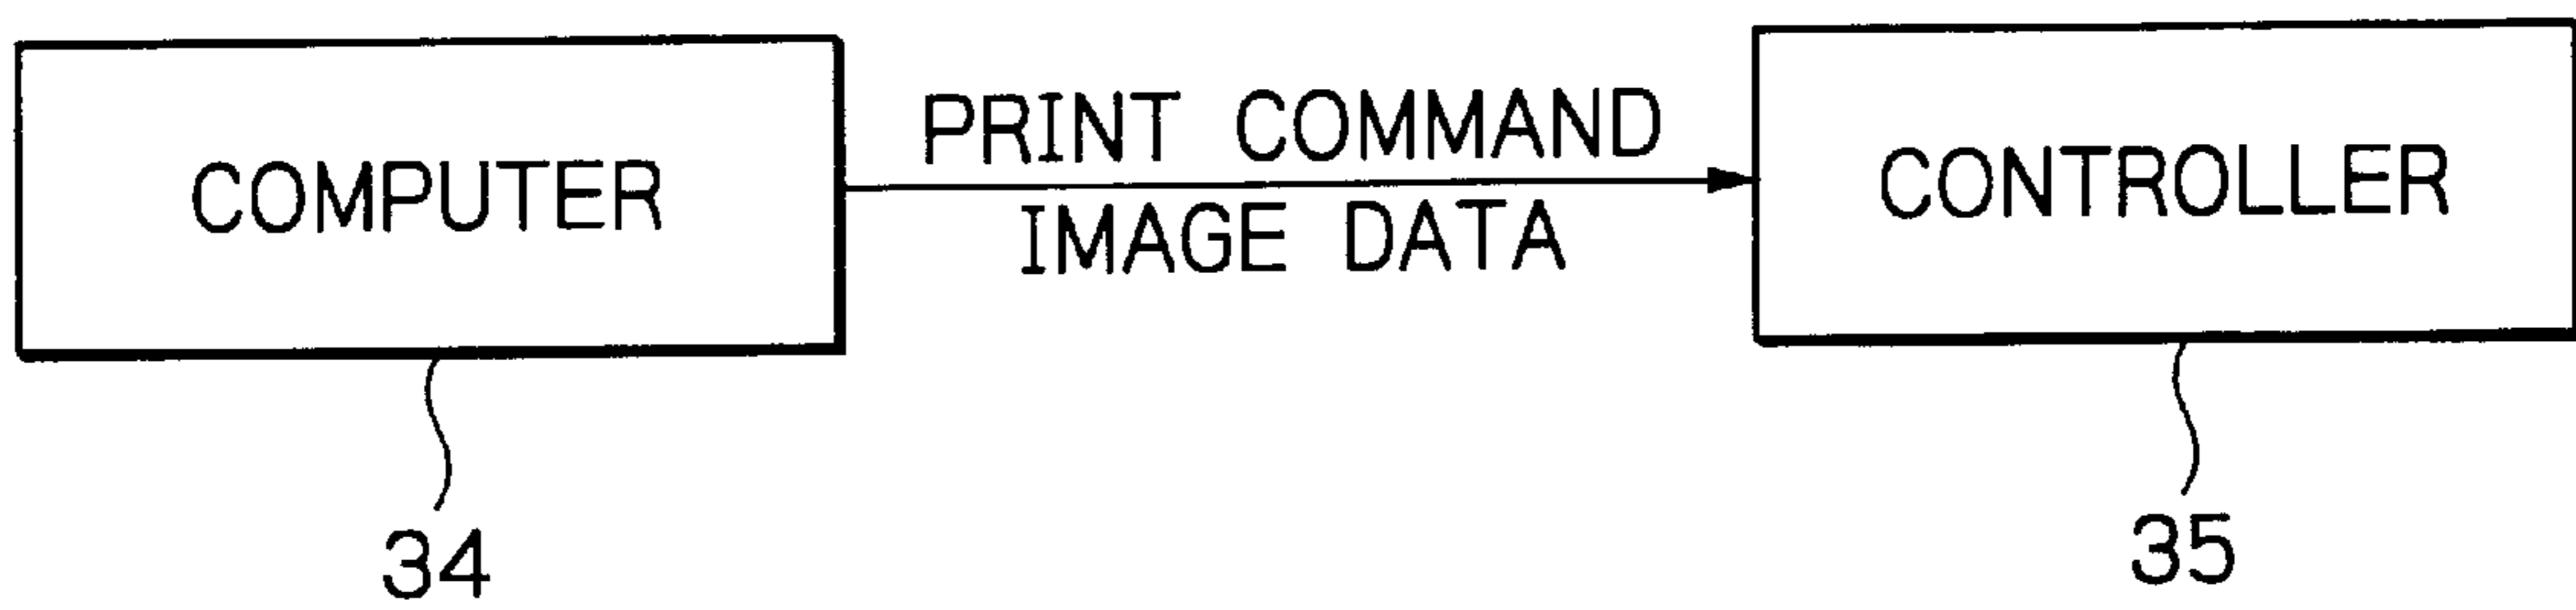 COMPUTER
PRINT COMMAND
IMAGE DATA
CONTROLLER
34
35